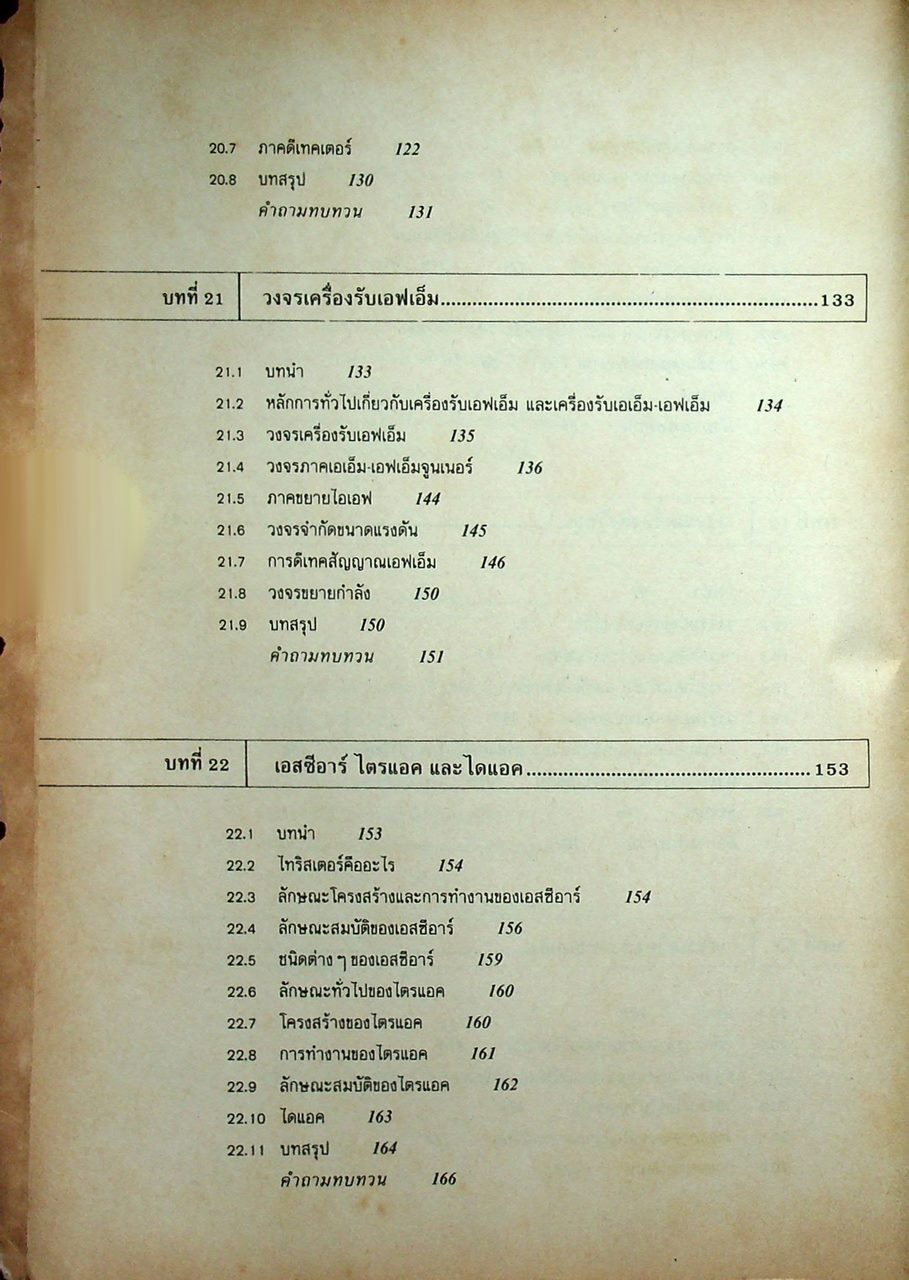 20.7 ภาคดีเทคเตอร์ 122
20.8 บทสรุป 130
คำถามทบทวน 131
บทที่ 21 วงจรเครื่องรับเอฟเอ็ม........................................................................133
21.1 บทนำ 133
21.2 หลักการทั่วไปเกี่ยวกับเครื่องรับเอฟเอ็ม และเครื่องรับเอเอ็ม-เอฟเอ็ม 134
21.3 วงจรเครื่องรับเอฟเอ็ม 135
21.4 วงจรภาคเอเอ็ม-เอฟเอ็มจูนเนอร์ 136
21.5 ภาคขยายไอเอฟ 144
21.6 วงจรจำกัดขนาดแรงดัน 145
21.7 การดีเทคสัญญาณเอฟเอ็ม 146
21.8 วงจรขยายกำลัง 150
21.9 บทสรุป 150
คำถามทบทวน 151
บทที่ 22 เอสซีอาร์ ไตรแอค และไดแอค......................................................153
22.1 บทนำ 153
22.2 ไทริสเตอร์คืออะไร 154
22.3 ลักษณะโครงสร้างและการทำงานของเอสซีอาร์ 154
22.4 ลักษณะสมบัติของเอสซีอาร์ 156
22.5 ชนิดต่าง ๆ ของเอสซีอาร์ 159
22.6 ลักษณะทั่วไปของไตรแอค 160
22.7 โครงสร้างของไตรแอค 160
22.8 การทำงานของไตรแอค 161
22.9 ลักษณะสมบัติของไตรแอค 162
22.10 ไดแอค 163
22.11 บทสรุป 164
คำถามทบทวน 166